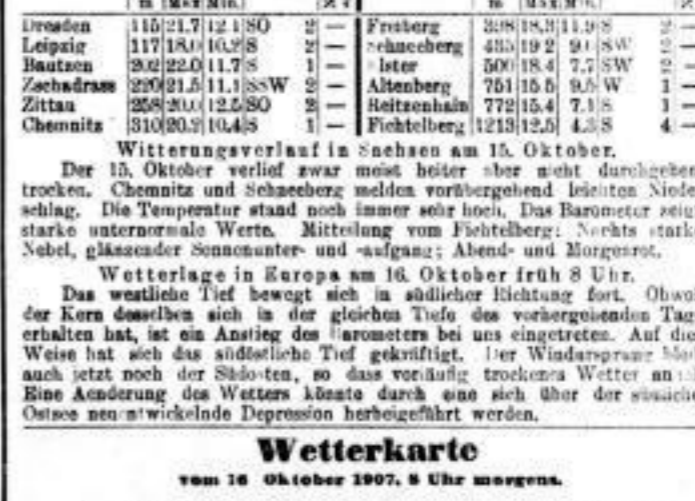 m
m
Dresden 115 21.7 12.1 SO 2 — Freiberg 398 18.3 11.9 S 2 —
Leipzig 117 18.0 10.2 S 2 — Schneeberg 435 19.2 9.0 SW 2 —
Bautzen 202 22.0 11.7 S 1 — Elster 500 18.4 7.7 SW 2 —
Zschadrass 220 21.5 11.1 SSW 2 — Altenberg 751 15.5 9.5 W 1 —
Zittau 258 20.0 12.5 SO 2 — Reitzenhain 772 15.4 7.1 S 1 —
Chemnitz 310 20.2 10.4 S 1 — Fichtelberg 1213 12.5 4.3 S 4 —
Witterungsverlauf in Sachsen am 15. Oktober.
Der 15. Oktober verlief zwar meist heiter aber nicht durchgehen
trocken. Chemnitz und Schneeberg melden vorübergehend leichten Niede
schlag. Die Temperatur stand noch immer sehr hoch. Das Barometer zeig
starke unternormale Werte. Mitteilung vom Fichtelberg: Nachts stark
Nebel, glänzender Sonnenunter- und -aufgang; Abend- und Morgenrot.
Wetterlage in Europa am 16. Oktober früh 8 Uhr.
Das westliche Tief bewegt sich in südlicher Richtung fort. Obwo
der Kern desselben sich in der gleichen Tiefe des vorhergehenden Tag
erhalten hat, ist ein Anstieg des Barometers bei uns eingetreten. Auf die
Weise hat sich das südöstliche Tief gekräftigt. Der Windursprung
auch jetzt noch der Südosten, so dass vorläufig trockenes Wetter
Eine Aenderung des Wetters könnte durch eine sich über der
Ostsee neu entwickelnde Depression herbeigeführt werden.
Wetterkarte
vom 16 Oktober 1907. 8 Uhr morgens.